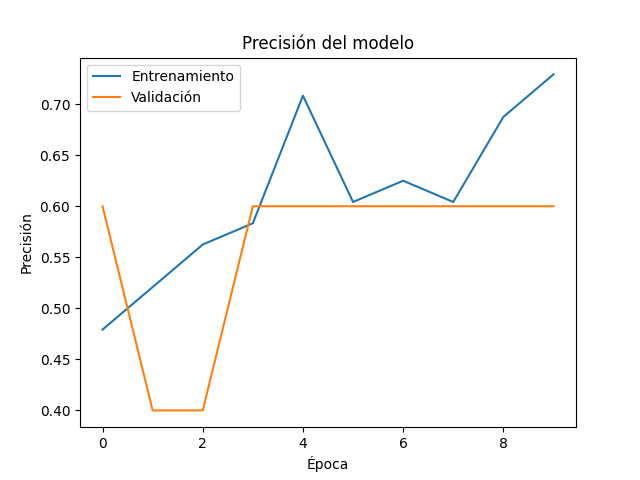 Precisión del modelo
Entrenamiento
Validación
0.70
0.65
0.60
0.55
0.50
0.45
0.40
Precisión
0 2 4 6 8
Época